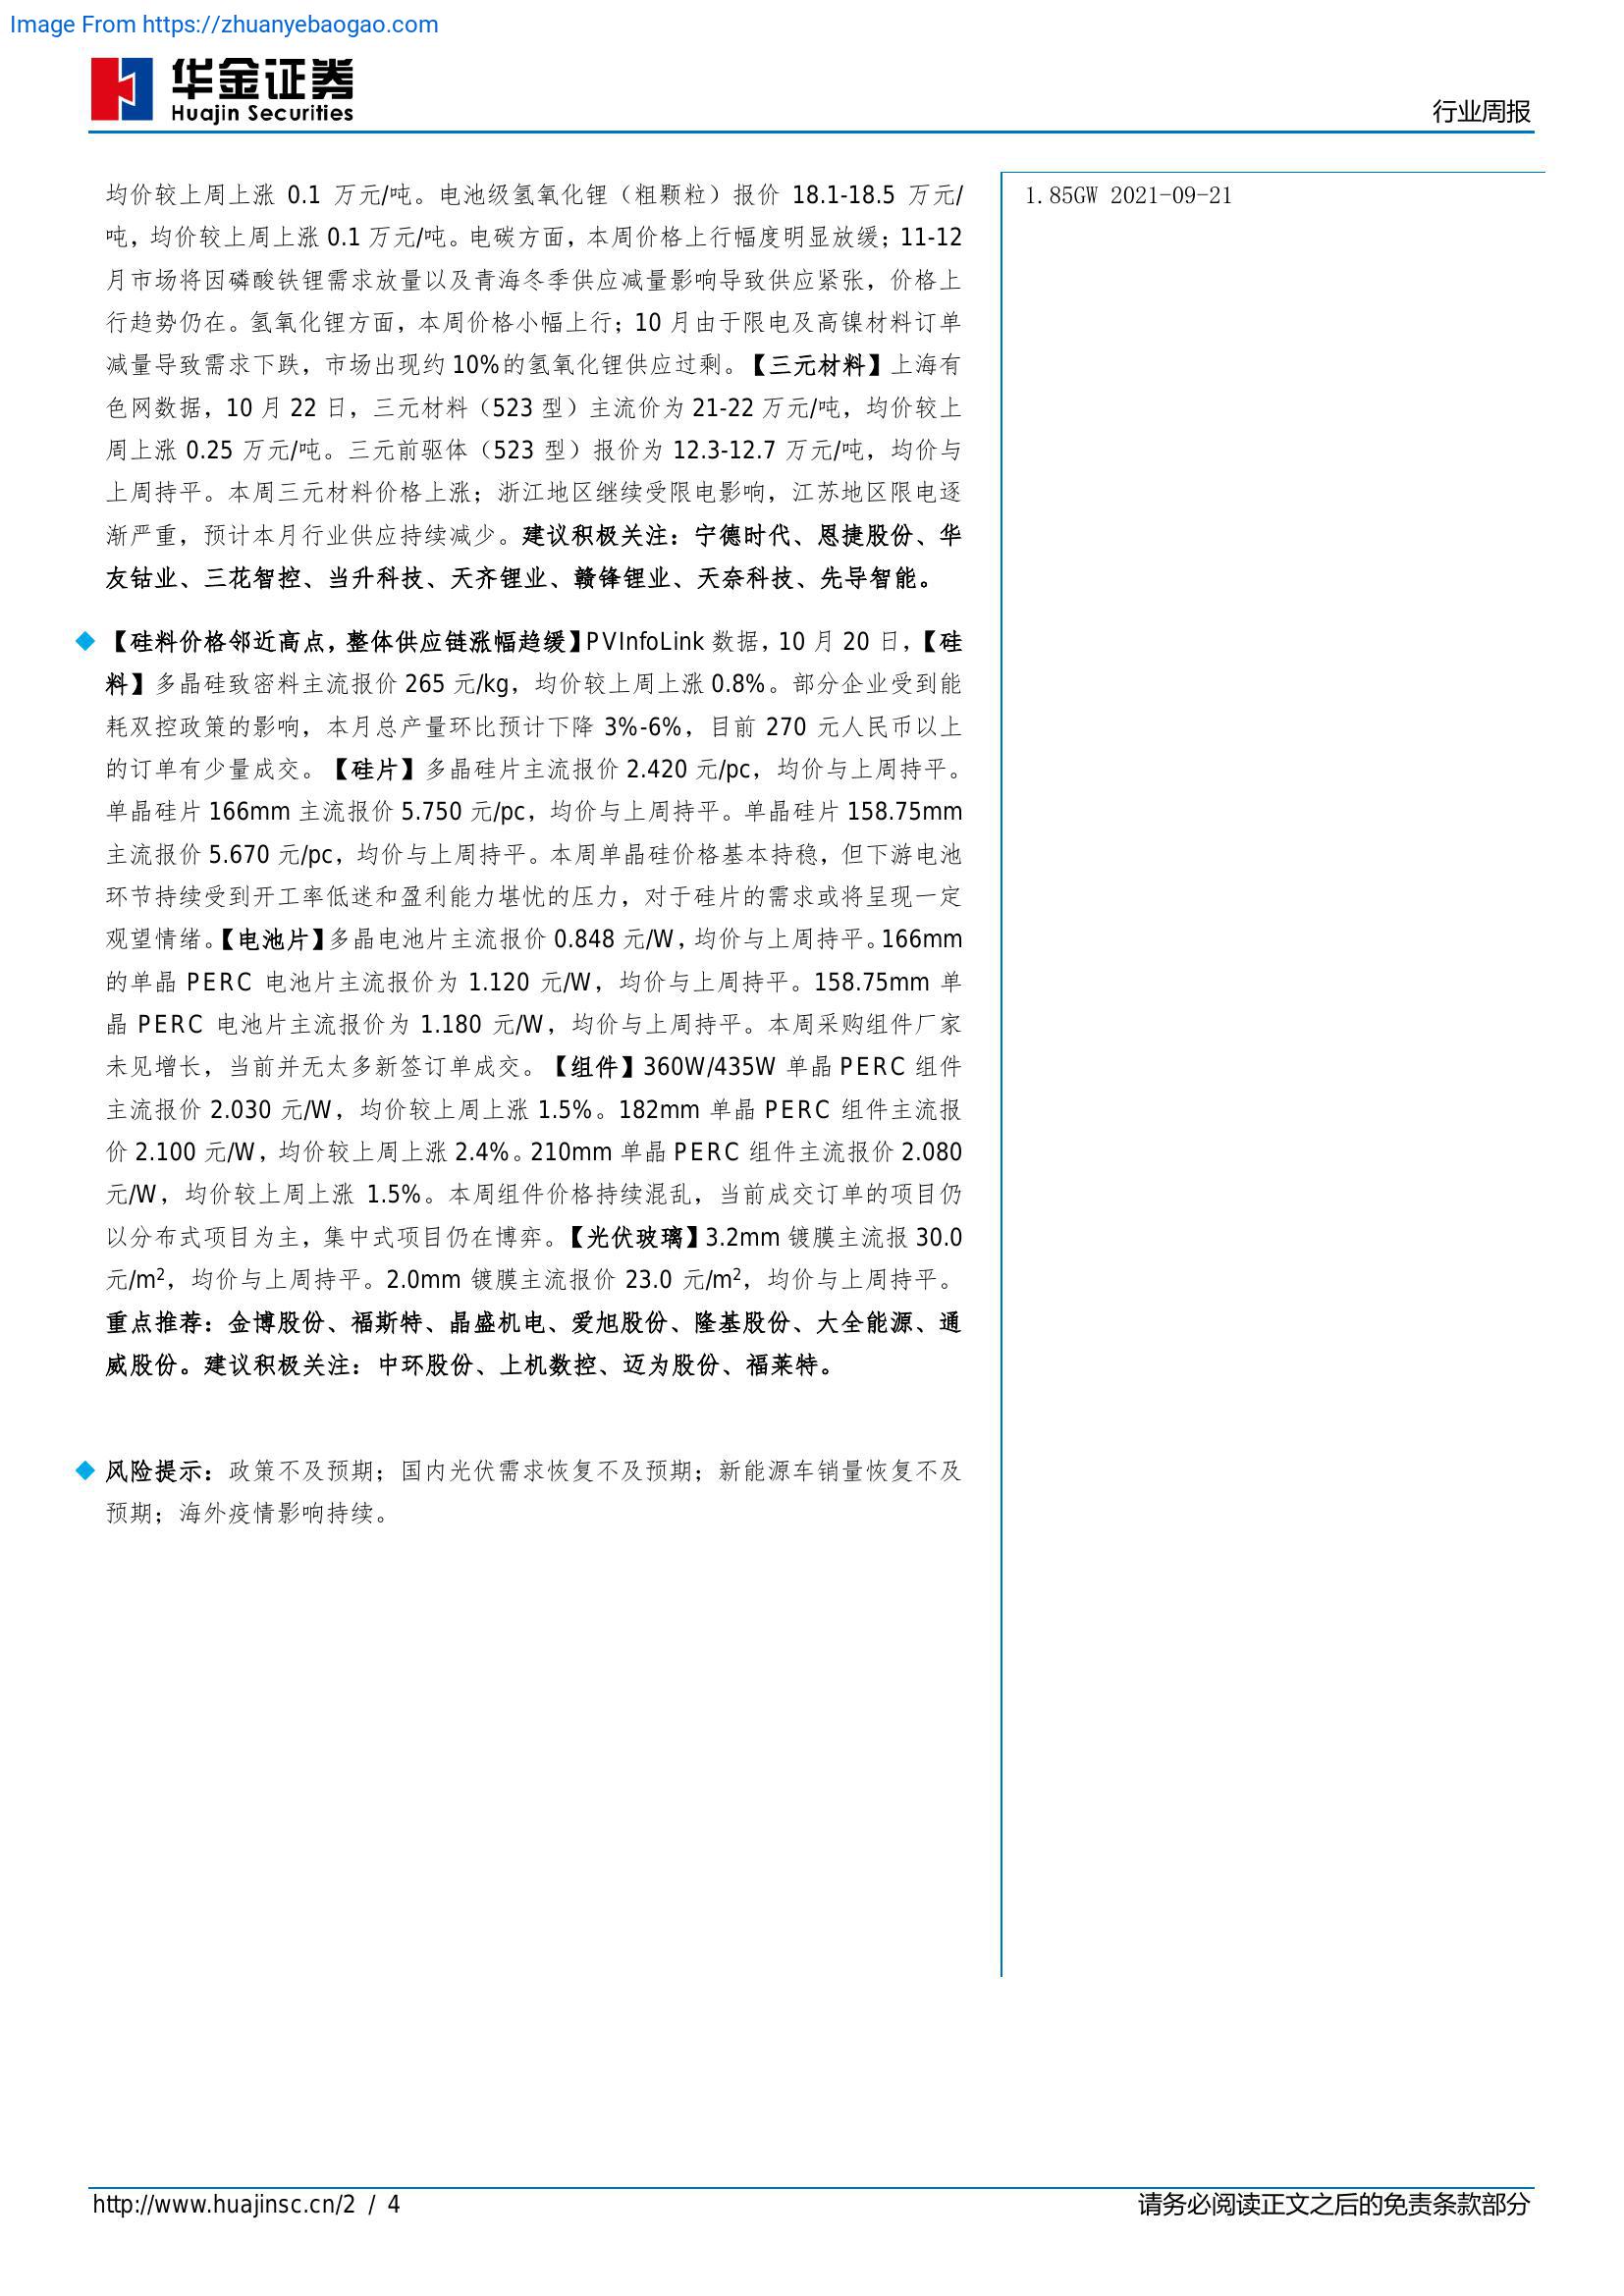 Image From https://zhuanyebaogao.com
华金证券
Huajin Securities
行业周报
均价较上周上涨 0.1 万元/吨。电池级氢氧化锂（粗颗粒）报价 18.1-18.5 万元/
吨，均价较上周上涨 0.1 万元/吨。电碳方面，本周价格上行幅度明显放缓；11-12
月市场将因磷酸铁锂需求放量以及青海冬季供应减量影响导致供应紧张，价格上
行趋势仍在。氢氧化锂方面，本周价格小幅上行；10 月由于限电及高镍材料订单
减量导致需求下跌，市场出现约 10%的氢氧化锂供应过剩。【三元材料】上海有
色网数据，10 月 22 日，三元材料（523 型）主流价为 21-22 万元/吨，均价较上
周上涨 0.25 万元/吨。三元前驱体（523 型）报价为 12.3-12.7 万元/吨，均价与
上周持平。本周三元材料价格上涨；浙江地区继续受限电影响，江苏地区限电逐
渐严重，预计本月行业供应持续减少。建议积极关注：宁德时代、恩捷股份、华
友钴业、三花智控、当升科技、天齐锂业、赣锋锂业、天奈科技、先导智能。
【硅料价格邻近高点，整体供应链涨幅趋缓】PVInfoLink 数据，10 月 20 日，【硅
料】多晶硅致密料主流报价 265 元/kg，均价较上周上涨 0.8%。部分企业受到能
耗双控政策的影响，本月总产量环比预计下降 3%-6%，目前 270 元人民币以上
的订单有少量成交。【硅片】多晶硅片主流报价 2.420 元/pc，均价与上周持平。
单晶硅片 166mm 主流报价 5.750 元/pc，均价与上周持平。单晶硅片 158.75mm
主流报价 5.670 元/pc，均价与上周持平。本周单晶硅价格基本持稳，但下游电池
环节持续受到开工率低迷和盈利能力堪忧的压力，对于硅片的需求或将呈现一定
观望情绪。【电池片】多晶电池片主流报价 0.848 元/W，均价与上周持平。166mm
的单晶 PERC 电池片主流报价为 1.120 元/W，均价与上周持平。158.75mm 单
晶 PERC 电池片主流报价为 1.180 元/W，均价与上周持平。本周采购组件厂家
未见增长，当前并无太多新签订单成交。【组件】360W/435W 单晶 PERC 组件
主流报价 2.030 元/W，均价较上周上涨 1.5%。182mm 单晶 PERC 组件主流报
价 2.100 元/W，均价较上周上涨 2.4%。210mm 单晶 PERC 组件主流报价 2.080
元/W，均价较上周上涨 1.5%。本周组件价格持续混乱，当前成交订单的项目仍
以分布式项目为主，集中式项目仍在博弈。【光伏玻璃】3.2mm 镀膜主流报 30.0
元/m²，均价与上周持平。2.0mm 镀膜主流报价 23.0 元/m²，均价与上周持平。
重点推荐：金博股份、福斯特、晶盛机电、爱旭股份、隆基股份、大全能源、通
威股份。建议积极关注：中环股份、上机数控、迈为股份、福莱特。
风险提示：政策不及预期；国内光伏需求恢复不及预期；新能源车销量恢复不及
预期；海外疫情影响持续。
1.85GW 2021-09-21
http://www.huajinsc.cn/2 / 4
请务必阅读正文之后的免责条款部分